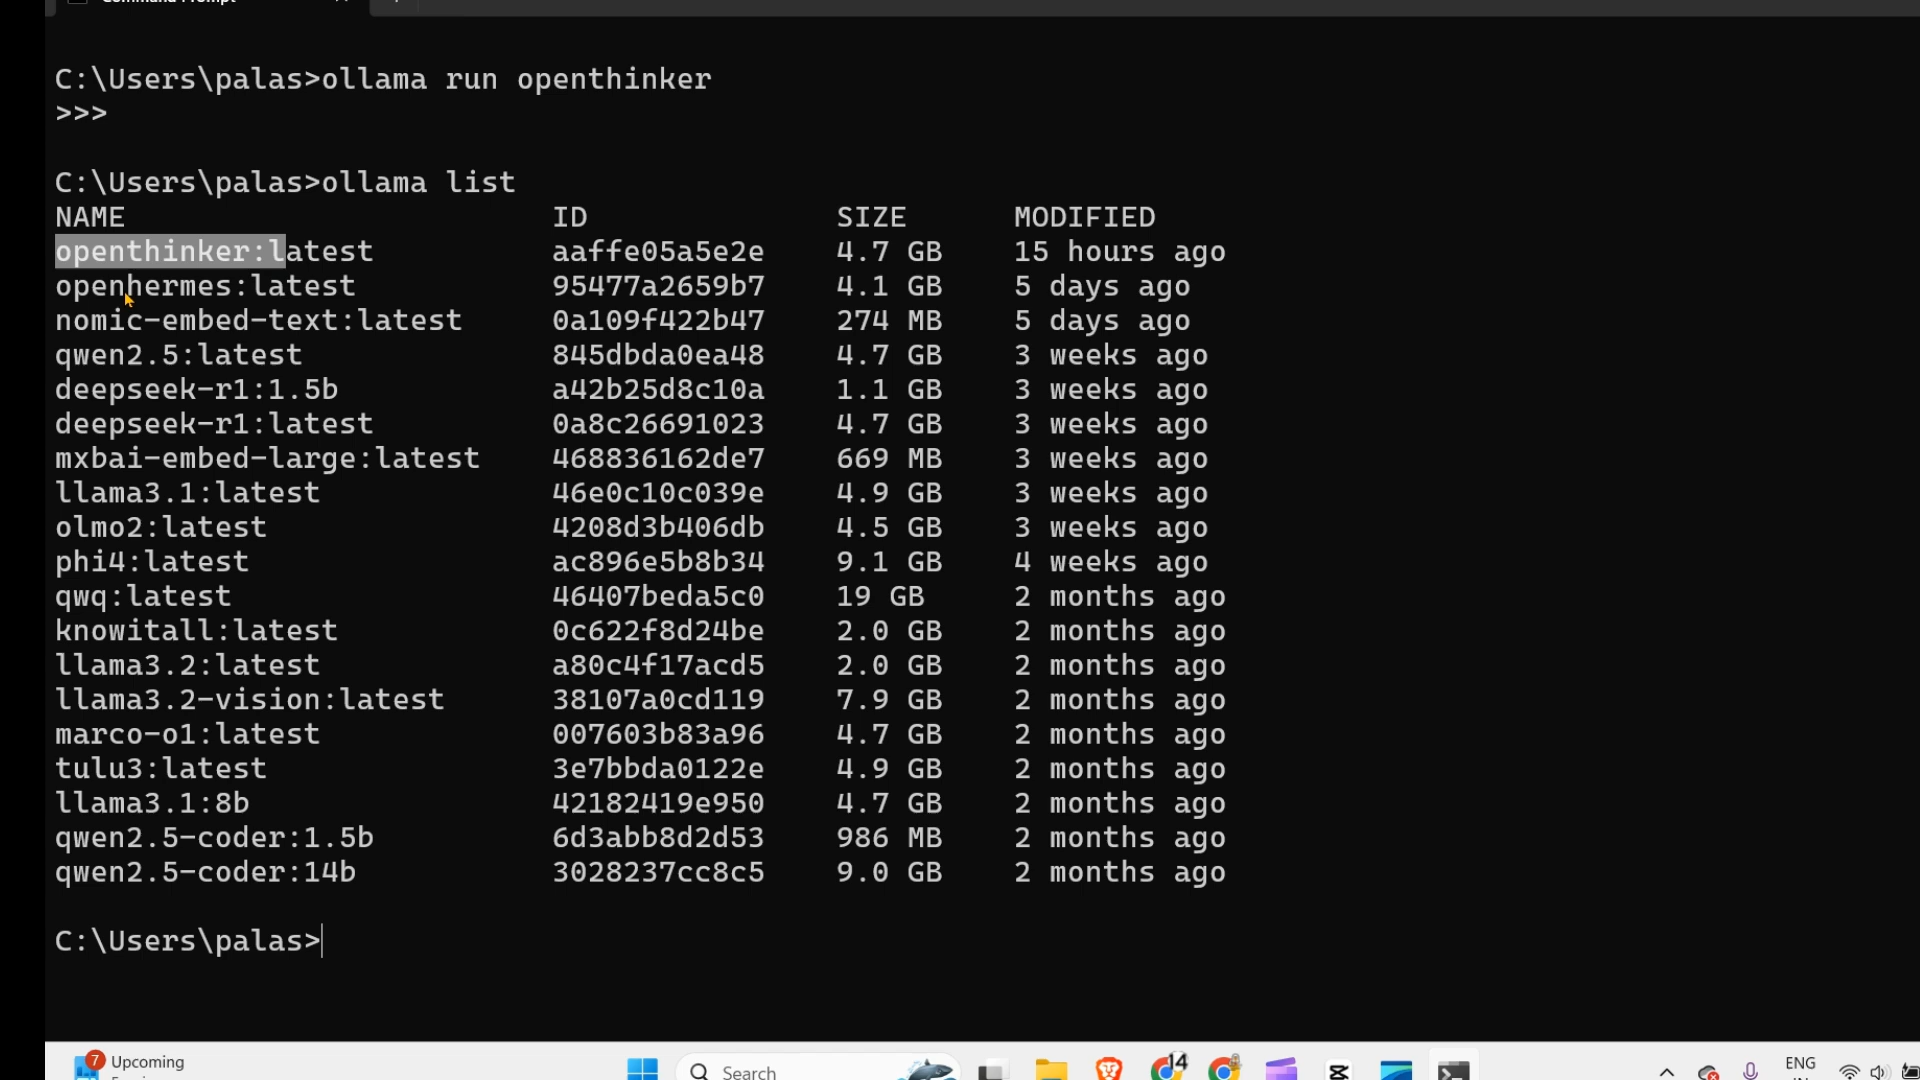 C:\Users\palas>ollama run openthinker
>>>
C:\Users\palas>ollama list
NAME ID SIZE MODIFIED
openthinker:latest aaffe05a5e2e 4.7 GB 15 hours ago
openhermes:latest 95477a2659b7 4.1 GB 5 days ago
nomic-embed-text:latest 0a109f422b47 274 MB 5 days ago
qwen2.5:latest 845dbda0ea48 4.7 GB 3 weeks ago
deepseek-r1:1.5b a42b25d8c10a 1.1 GB 3 weeks ago
deepseek-r1:latest 0a8c26691023 4.7 GB 3 weeks ago
mxbai-embed-large:latest 468836162de7 669 MB 3 weeks ago
llama3.1:latest 46e0c10c039e 4.9 GB 3 weeks ago
olmo2:latest 4208d3b406db 4.5 GB 3 weeks ago
phi4:latest ac896e5b8b34 9.1 GB 4 weeks ago
qwq:latest 46407beda5c0 19 GB 2 months ago
knowitall:latest 0c622f8d24be 2.0 GB 2 months ago
llama3.2:latest a80c4f17acd5 2.0 GB 2 months ago
llama3.2-vision:latest 38107a0cd119 7.9 GB 2 months ago
marco-o1:latest 007603b83a96 4.7 GB 2 months ago
tulu3:latest 3e7bbda0122e 4.9 GB 2 months ago
llama3.1:8b 42182419e950 4.7 GB 2 months ago
qwen2.5-coder:1.5b 6d3abb8d2d53 986 MB 2 months ago
qwen2.5-coder:14b 3028237cc8c5 9.0 GB 2 months ago
C:\Users\palas>
7 Upcoming
Search
14
ENG